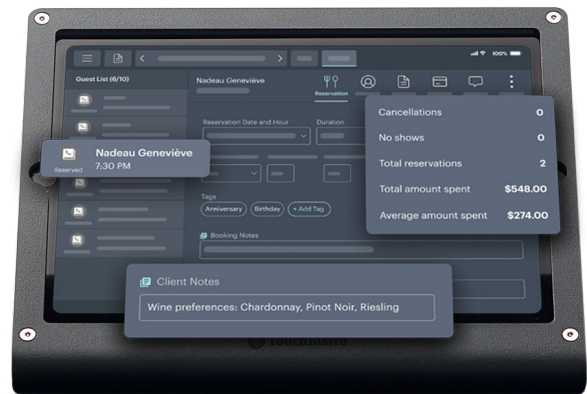 100%
Guest List (6/10)
Nadeau Geneviève
Reservation
Cancellations 0
No shows 0
Total reservations 2
Total amount spent $548.00
Average amount spent $274.00
Reservation Date and Hour Duration
Nadeau Geneviève
Reserved 7:30 PM
Tags
Anniversary Birthday + Add Tag
Booking Notes
Client Notes
Wine preferences: Chardonnay, Pinot Noir, Riesling
TouchBistro